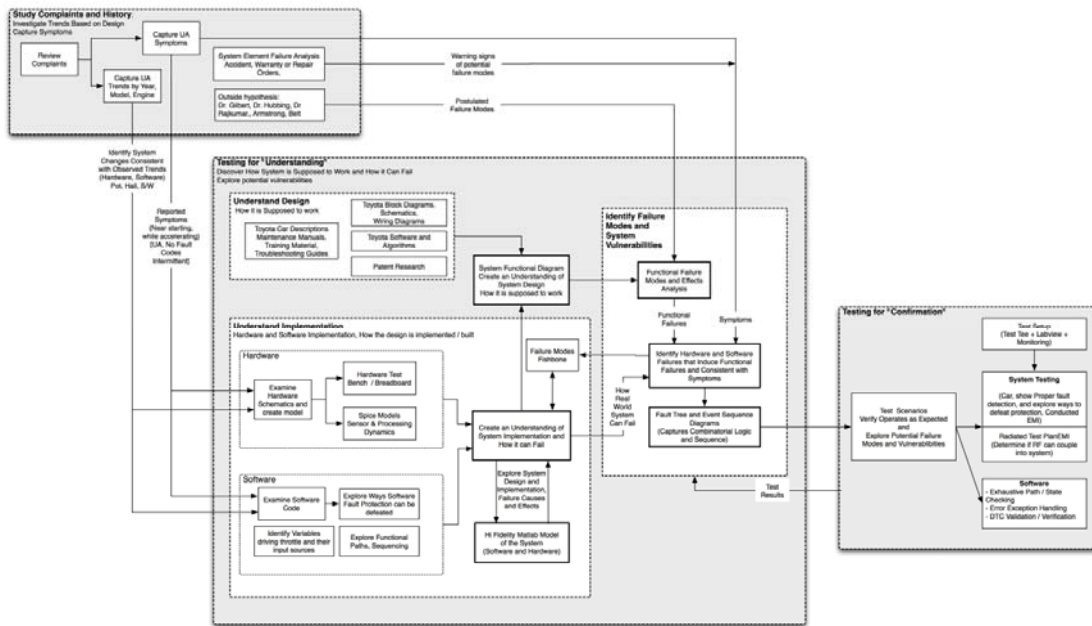 Study Complaints and History:
Investigate Trends Based on Design
Capture Symptoms
Review
Complaints
Capture UA
Symptoms
Capture UA
Trends by Year,
Model, Engine
System Element Failure Analysis
Accident, Warranty or Repair
Orders,
Outside hypothesis:
Dr. Gilbert, Dr. Hubbing, Dr
Rajkumar, Armstrong, Belt
Warning signs
of potential
failure modes
Postulated
Failure Modes
Identify System
Changes Consistent
with Observed Trends
(Hardware, Software)
Pot, Hall, S/W
Reported
Symptoms
(Near starting,
while accelerating)
[UA, No Fault
Codes
Intermittent]
Testing for "Understanding"
Discover How System is Supposed to Work and How it Can Fail
Explore potential vulnerabilities
Understand Design
How it is Supposed to work
Toyota Car Descriptions
Maintenance Manuals,
Training Material,
Troubleshooting Guides
Toyota Block Diagrams,
Schematics,
Wiring Diagrams
Toyota Software and
Algorithms
Patent Research
System Functional Diagram
Create an Understanding of
System Design
How it is supposed to work
Identify Failure
Modes and
System
Vulnerabilities
Functional Failure
Modes and Effects
Analysis
Functional
Failures
Symptoms
Identify Hardware and Software
Failures that Induce Functional
Failures and Consistent with
Symptoms
Fault Tree and Event Sequence
Diagrams
(Captures Combinatorial Logic
and Sequence)
Understand Implementation
Hardware and Software Implementation, How the design is implemented / built
Hardware
Examine
Hardware
Schematics and
create model
Hardware Test
Bench / Breadboard
Spice Models
Sensor & Processing
Dynamics
Failure Modes
Fishbone
How
Real
World
System
Can Fail
Create an Understanding of
System Implementation and
How it can Fail
Explore System
Design and
Implementation,
Failure Causes
and Effects
Hi Fidelity Matlab Model
of the System
(Software and Hardware)
Software
Examine Software
Code
Explore Ways Software
Fault Protection can be
defeated
Identify Variables
driving throttle and their
input sources
Explore Functional
Paths, Sequencing
Test
Results
Testing for "Confirmation"
Test Setup
(Test Tee + Labview +
Monitoring)
Test Scenarios
Verify Operates as Expected
and
Explore Potential Failure
Modes and Vulnerablbities
System Testing
(Car, show Proper fault
detection, and explore ways to
defeat protection, Conducted
EMI)
Radiated Test PlanEMI
(Determine if RF can couple
into system)
Software
- Exhaustive Path / State
Checking
- Error Exception Handling
- DTC Validation / Verification